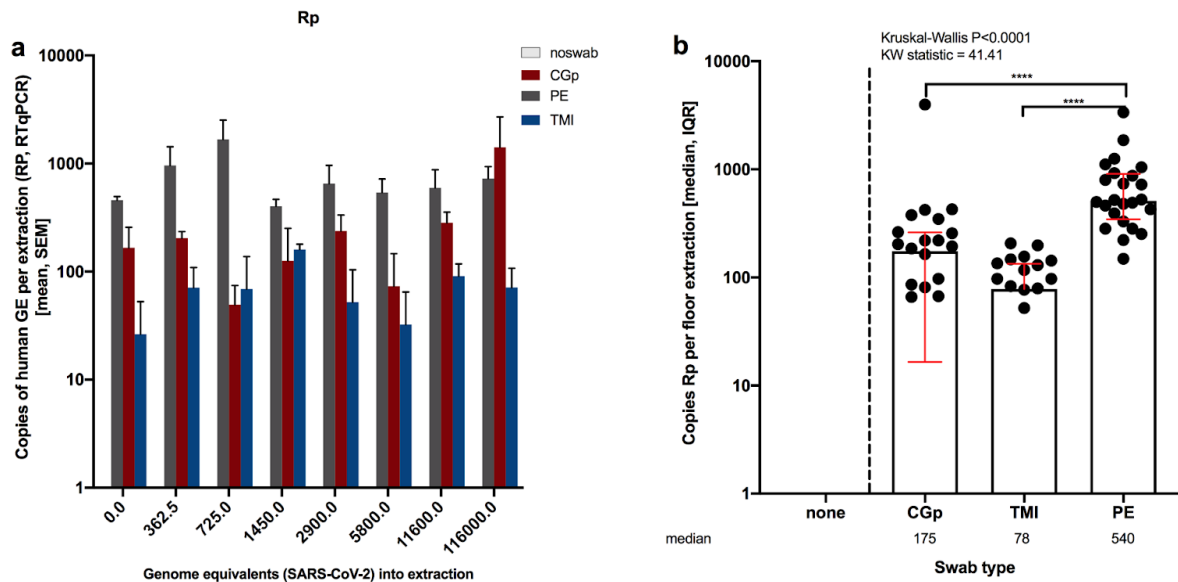 Rp
a
10000
1000
100
10
1
Copies of human GE per extraction (RP, RTqPCR)
[mean, SEM]
noswab
CGp
PE
TMI
0.0
362.5
725.0
1450.0
2900.0
5800.0
11600.0
116000.0
Genome equivalents (SARS-CoV-2) into extraction
b
Kruskal-Wallis P<0.0001
KW statistic = 41.41
****
****
10000
1000
100
10
1
Copies Rp per floor extraction [median, IQR]
none CGp TMI PE
median 175 78 540
Swab type